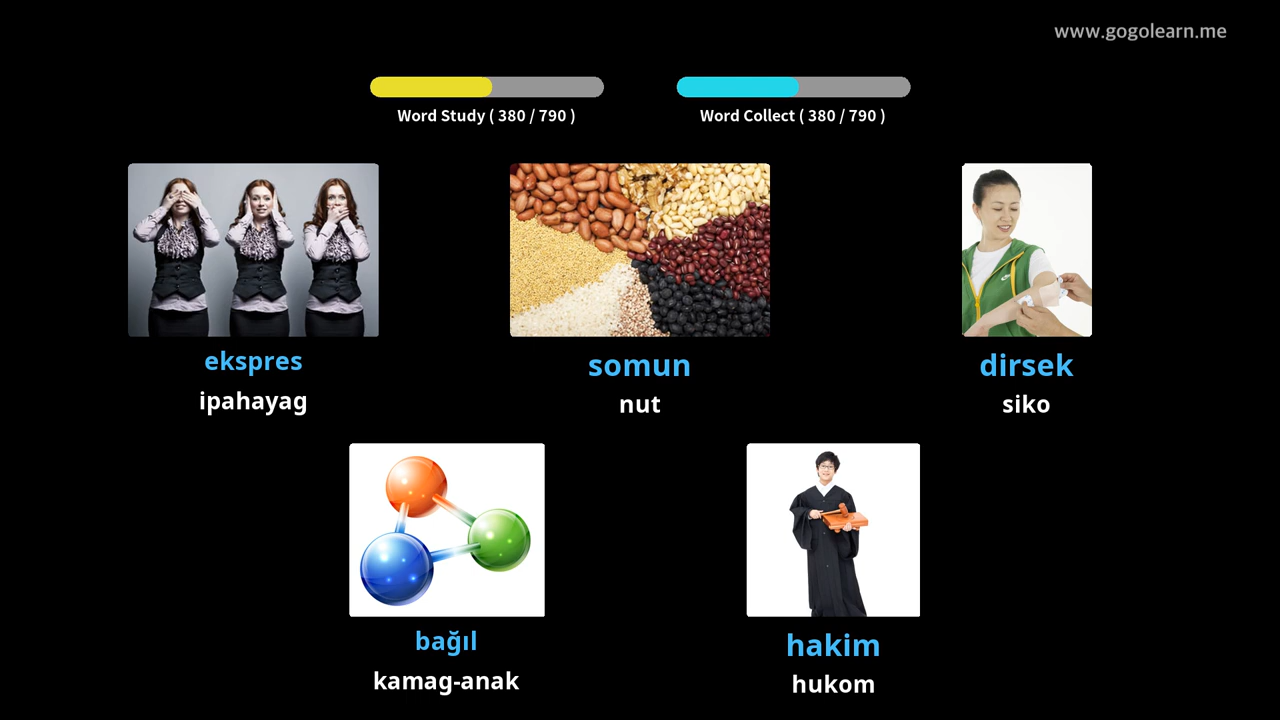 www.gogolearn.me
Word Study ( 380 / 790 )
Word Collect ( 380 / 790 )
ekspres
ipahayag
somun
nut
dirsek
siko
bağıl
kamag-anak
hakim
hukom